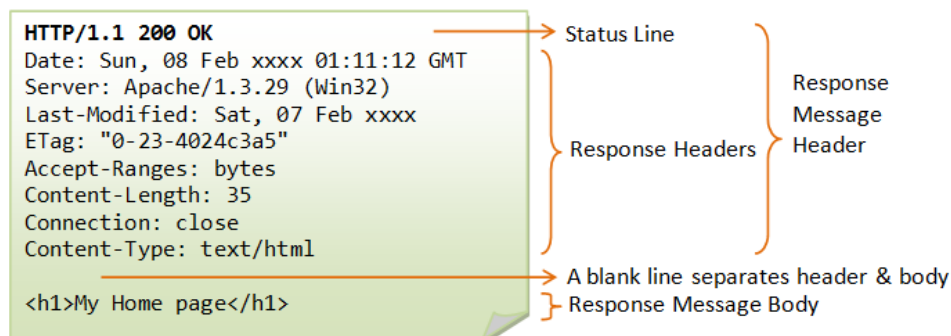 HTTP/1.1 200 OK
Date: Sun, 08 Feb xxxx 01:11:12 GMT
Server: Apache/1.3.29 (Win32)
Last-Modified: Sat, 07 Feb xxxx
ETag: "0-23-4024c3a5"
Accept-Ranges: bytes
Content-Length: 35
Connection: close
Content-Type: text/html
<h1>My Home page</h1>
Status Line
Response Headers
Response
Message
Header
A blank line separates header & body
Response Message Body